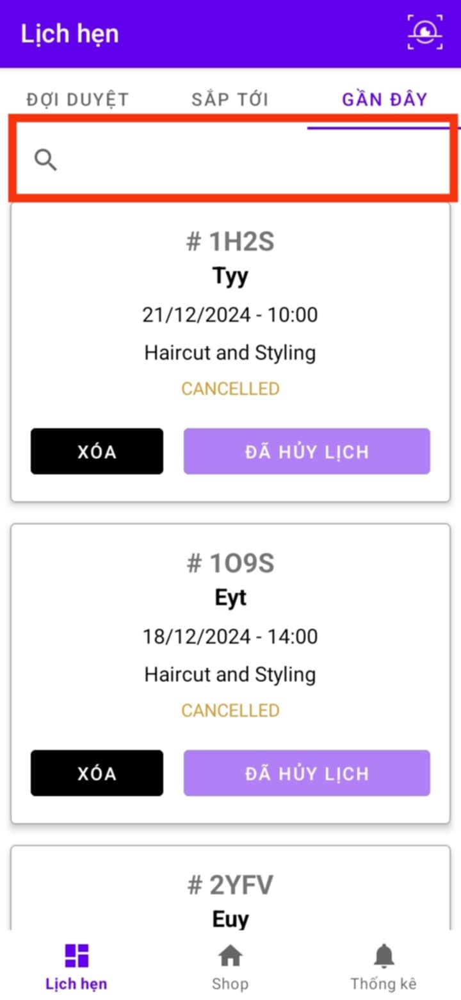 Lịch hẹn
ĐỢI DUYỆT SẮP TỚI GẦN ĐÂY
# 1H2S
Tyy
21/12/2024 - 10:00
Haircut and Styling
CANCELLED
XÓA ĐÃ HỦY LỊCH
# 1O9S
Eyt
18/12/2024 - 14:00
Haircut and Styling
CANCELLED
XÓA ĐÃ HỦY LỊCH
# 2YFV
Euy
Lịch hẹn Shop Thống kê